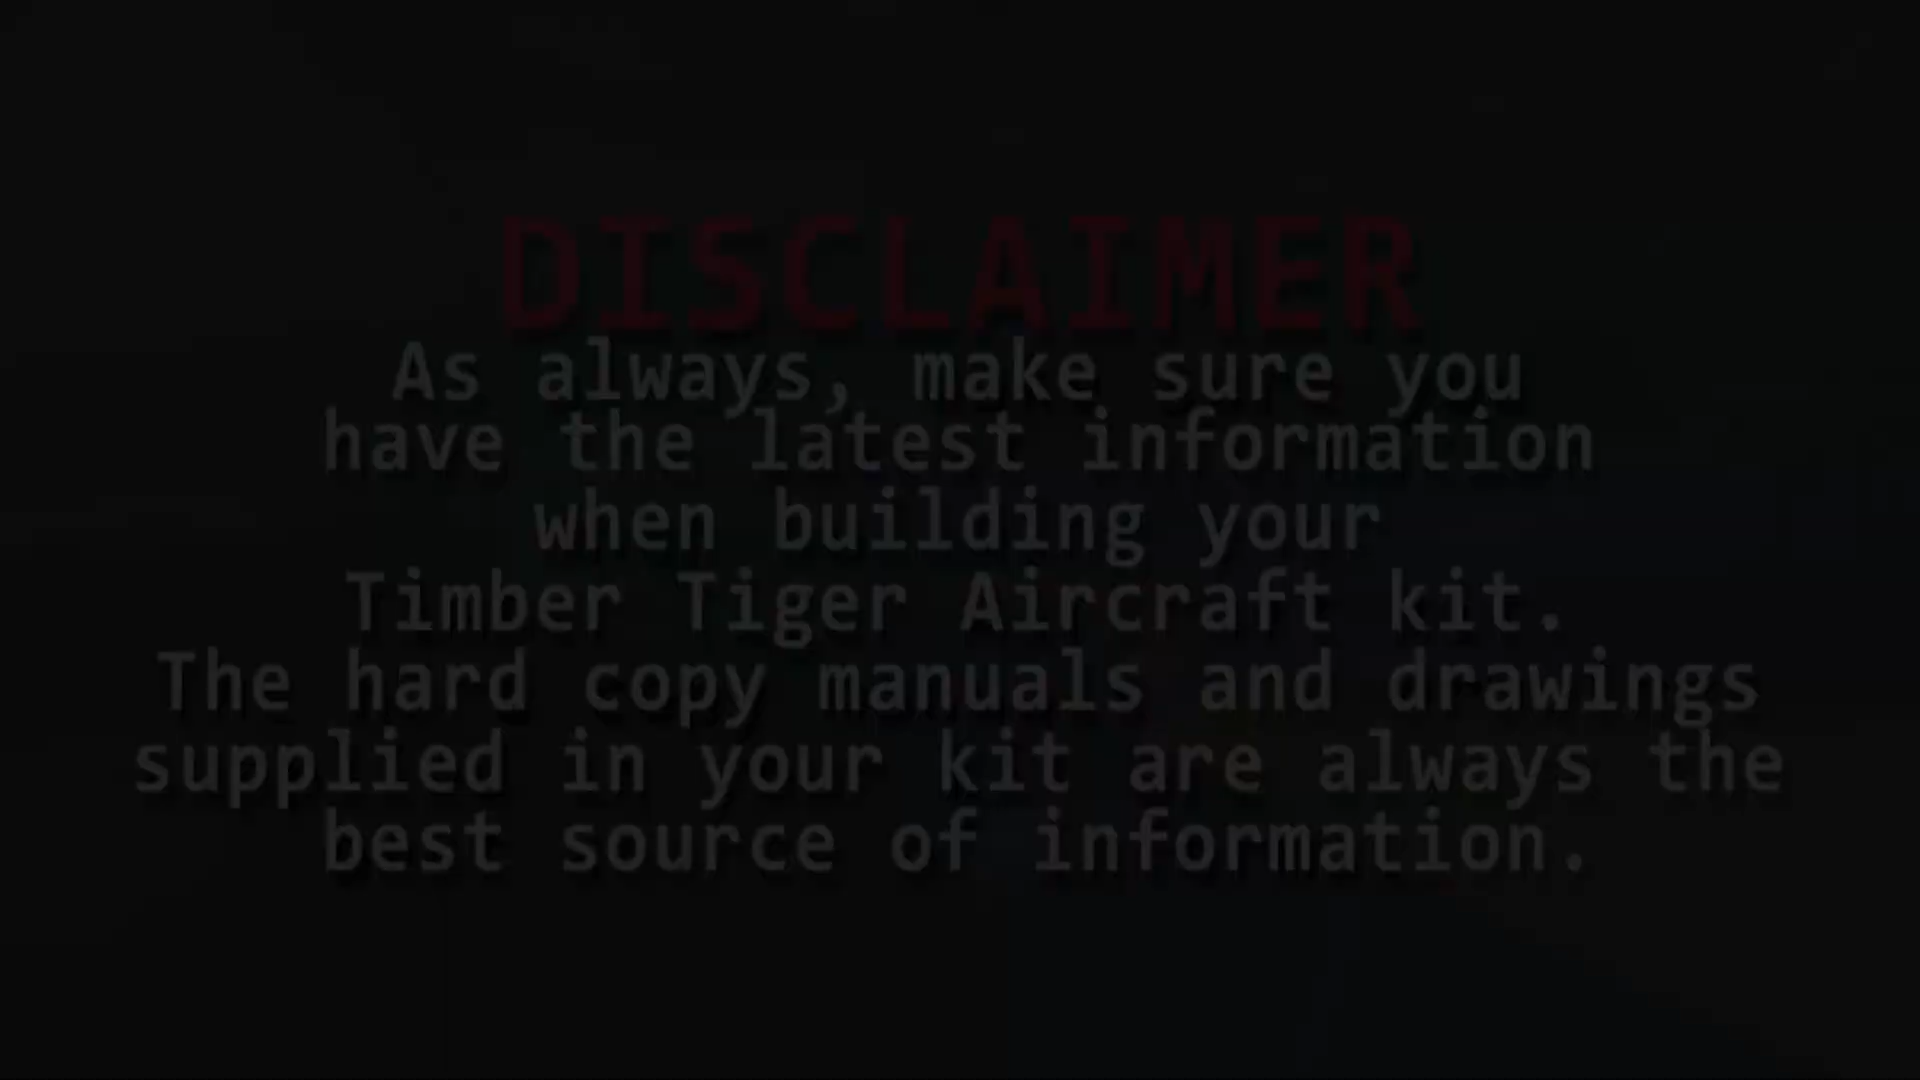 DISCLAIMER
As always, make sure you
have the latest information
when building your
Timber Tiger Aircraft kit.
The hard copy manuals and drawings
supplied in your kit are always the
best source of information.